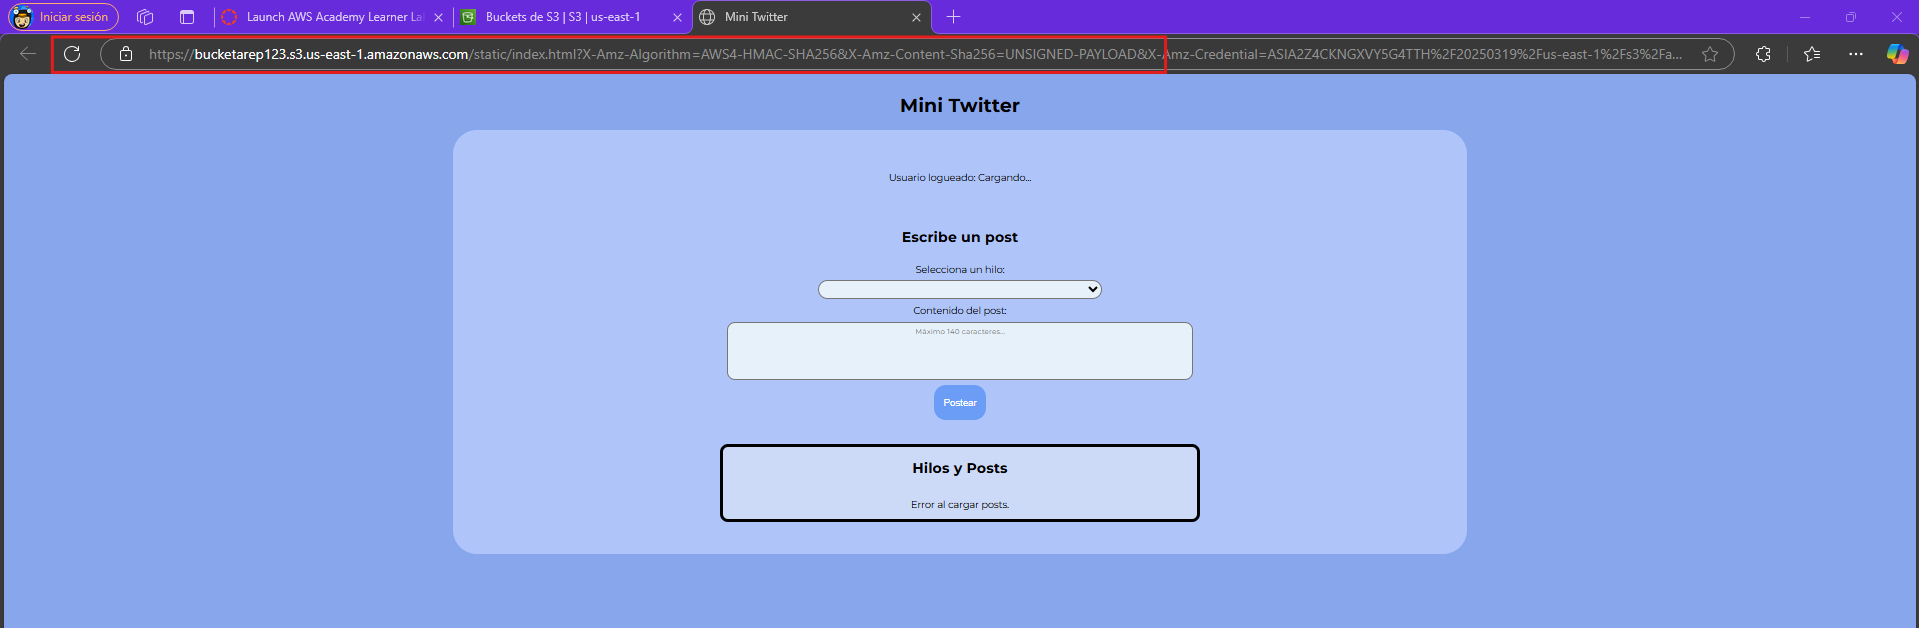 Iniciar sesión
Launch AWS Academy Learner La
Buckets de S3 | S3 | us-east-1
Mini Twitter
https://bucketarep123.s3.us-east-1.amazonaws.com/static/index.html?X-Amz-Algorithm=AWS4-HMAC-SHA256&X-Amz-Content-Sha256=UNSIGNED-PAYLOAD&X-Amz-Credential=ASIA2Z4CKNGXVY5G4TTH%2F20250319%2Fus-east-1%2Fs3%2Fa...
Mini Twitter
Usuario logueado: Cargando...
Escribe un post
Selecciona un hilo:
Contenido del post:
Máximo 140 caracteres...
Postear
Hilos y Posts
Error al cargar posts.